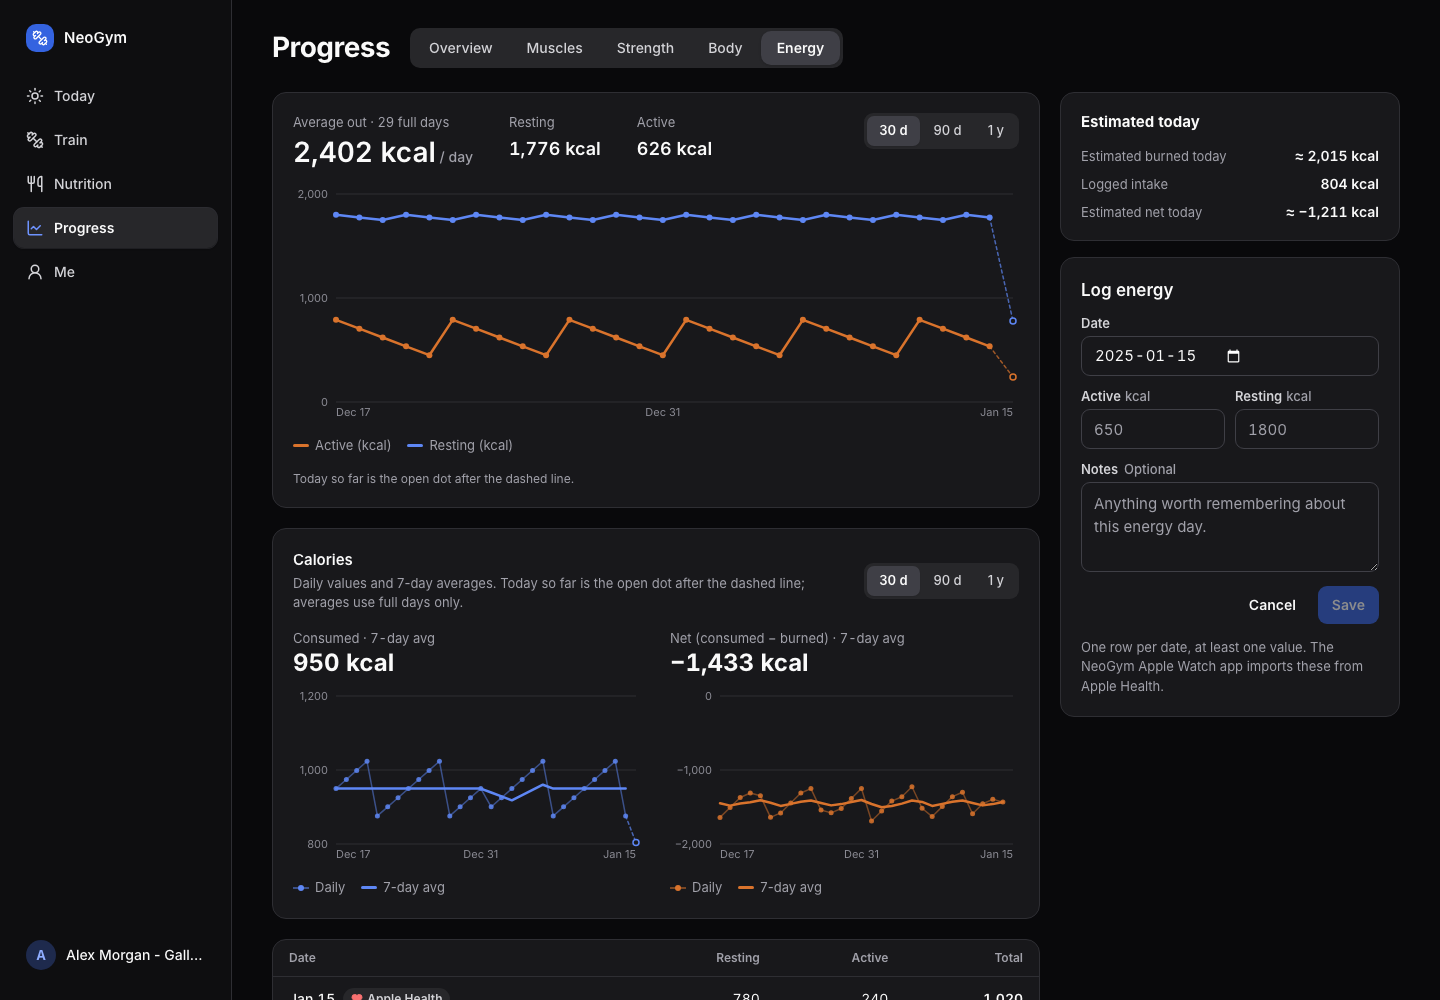 NeoGym
Today
Train
Nutrition
Progress
Me
A
Alex Morgan - Gall...
Progress
Overview
Muscles
Strength
Body
Energy
Average out · 29 full days
2,402 kcal / day
Resting
1,776 kcal
Active
626 kcal
30 d
90 d
1 y
2,000
1,000
0
Dec 17
Dec 31
Jan 15
Active (kcal)
Resting (kcal)
Today so far is the open dot after the dashed line.
Calories
Daily values and 7-day averages. Today so far is the open dot after the dashed line;
averages use full days only.
30 d
90 d
1 y
Consumed · 7-day avg
950 kcal
1,200
1,000
800
Dec 17
Dec 31
Jan 15
Daily
7-day avg
Net (consumed – burned) · 7-day avg
−1,433 kcal
0
−1,000
−2,000
Dec 17
Dec 31
Jan 15
Daily
7-day avg
Date
Resting
Active
Total
Jan 15
Apple Health
780
240
1,020
Estimated today
Estimated burned today
≈ 2,015 kcal
Logged intake
804 kcal
Estimated net today
≈ −1,211 kcal
Log energy
Date
2025-01-15
Active kcal
Resting kcal
650
1800
Notes Optional
Anything worth remembering about
this energy day.
Cancel
Save
One row per date, at least one value. The
NeoGym Apple Watch app imports these from
Apple Health.